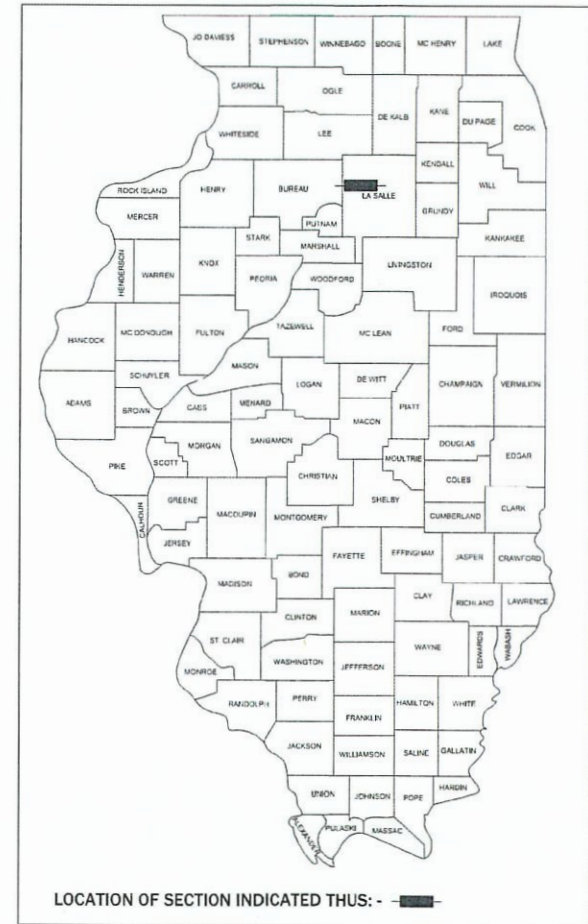 JO DAVIESS STEPHENSON WINNEBAGO BOONE MC HENRY LAKE
CARROLL OGLE DE KALB KANE DU PAGE COOK
WHITESIDE LEE
KENDALL WILL
ROCK ISLAND HENRY BUREAU LA SALLE
MERCER PUTNAM GRUNDY
STARK MARSHALL KANKAKEE
HENDERSON WARREN KNOX PEORIA WOODFORD LIVINGSTON IROQUOIS
HANCOCK MC DONOUGH FULTON TAZEWELL MC LEAN FORD
SCHUYLER MASON LOGAN DE WITT CHAMPAIGN VERMILION
ADAMS BROWN CASS MENARD MACON PIATT
PIKE SCOTT MORGAN SANGAMON MOULTRIE DOUGLAS EDGAR
CHRISTIAN COLES
CALHOUN GREENE MACOUPIN MONTGOMERY SHELBY CUMBERLAND CLARK
JERSEY FAYETTE EFFINGHAM JASPER CRAWFORD
MADISON BOND CLAY RICHLAND LAWRENCE
CLINTON MARION
ST. CLAIR WASHINGTON JEFFERSON WAYNE EDWARDS WABASH
MONROE
RANDOLPH PERRY FRANKLIN HAMILTON WHITE
JACKSON WILLIAMSON SALINE GALLATIN
UNION JOHNSON POPE HARDIN
ALEXANDER PULASKI MASSAC
LOCATION OF SECTION INDICATED THUS: -